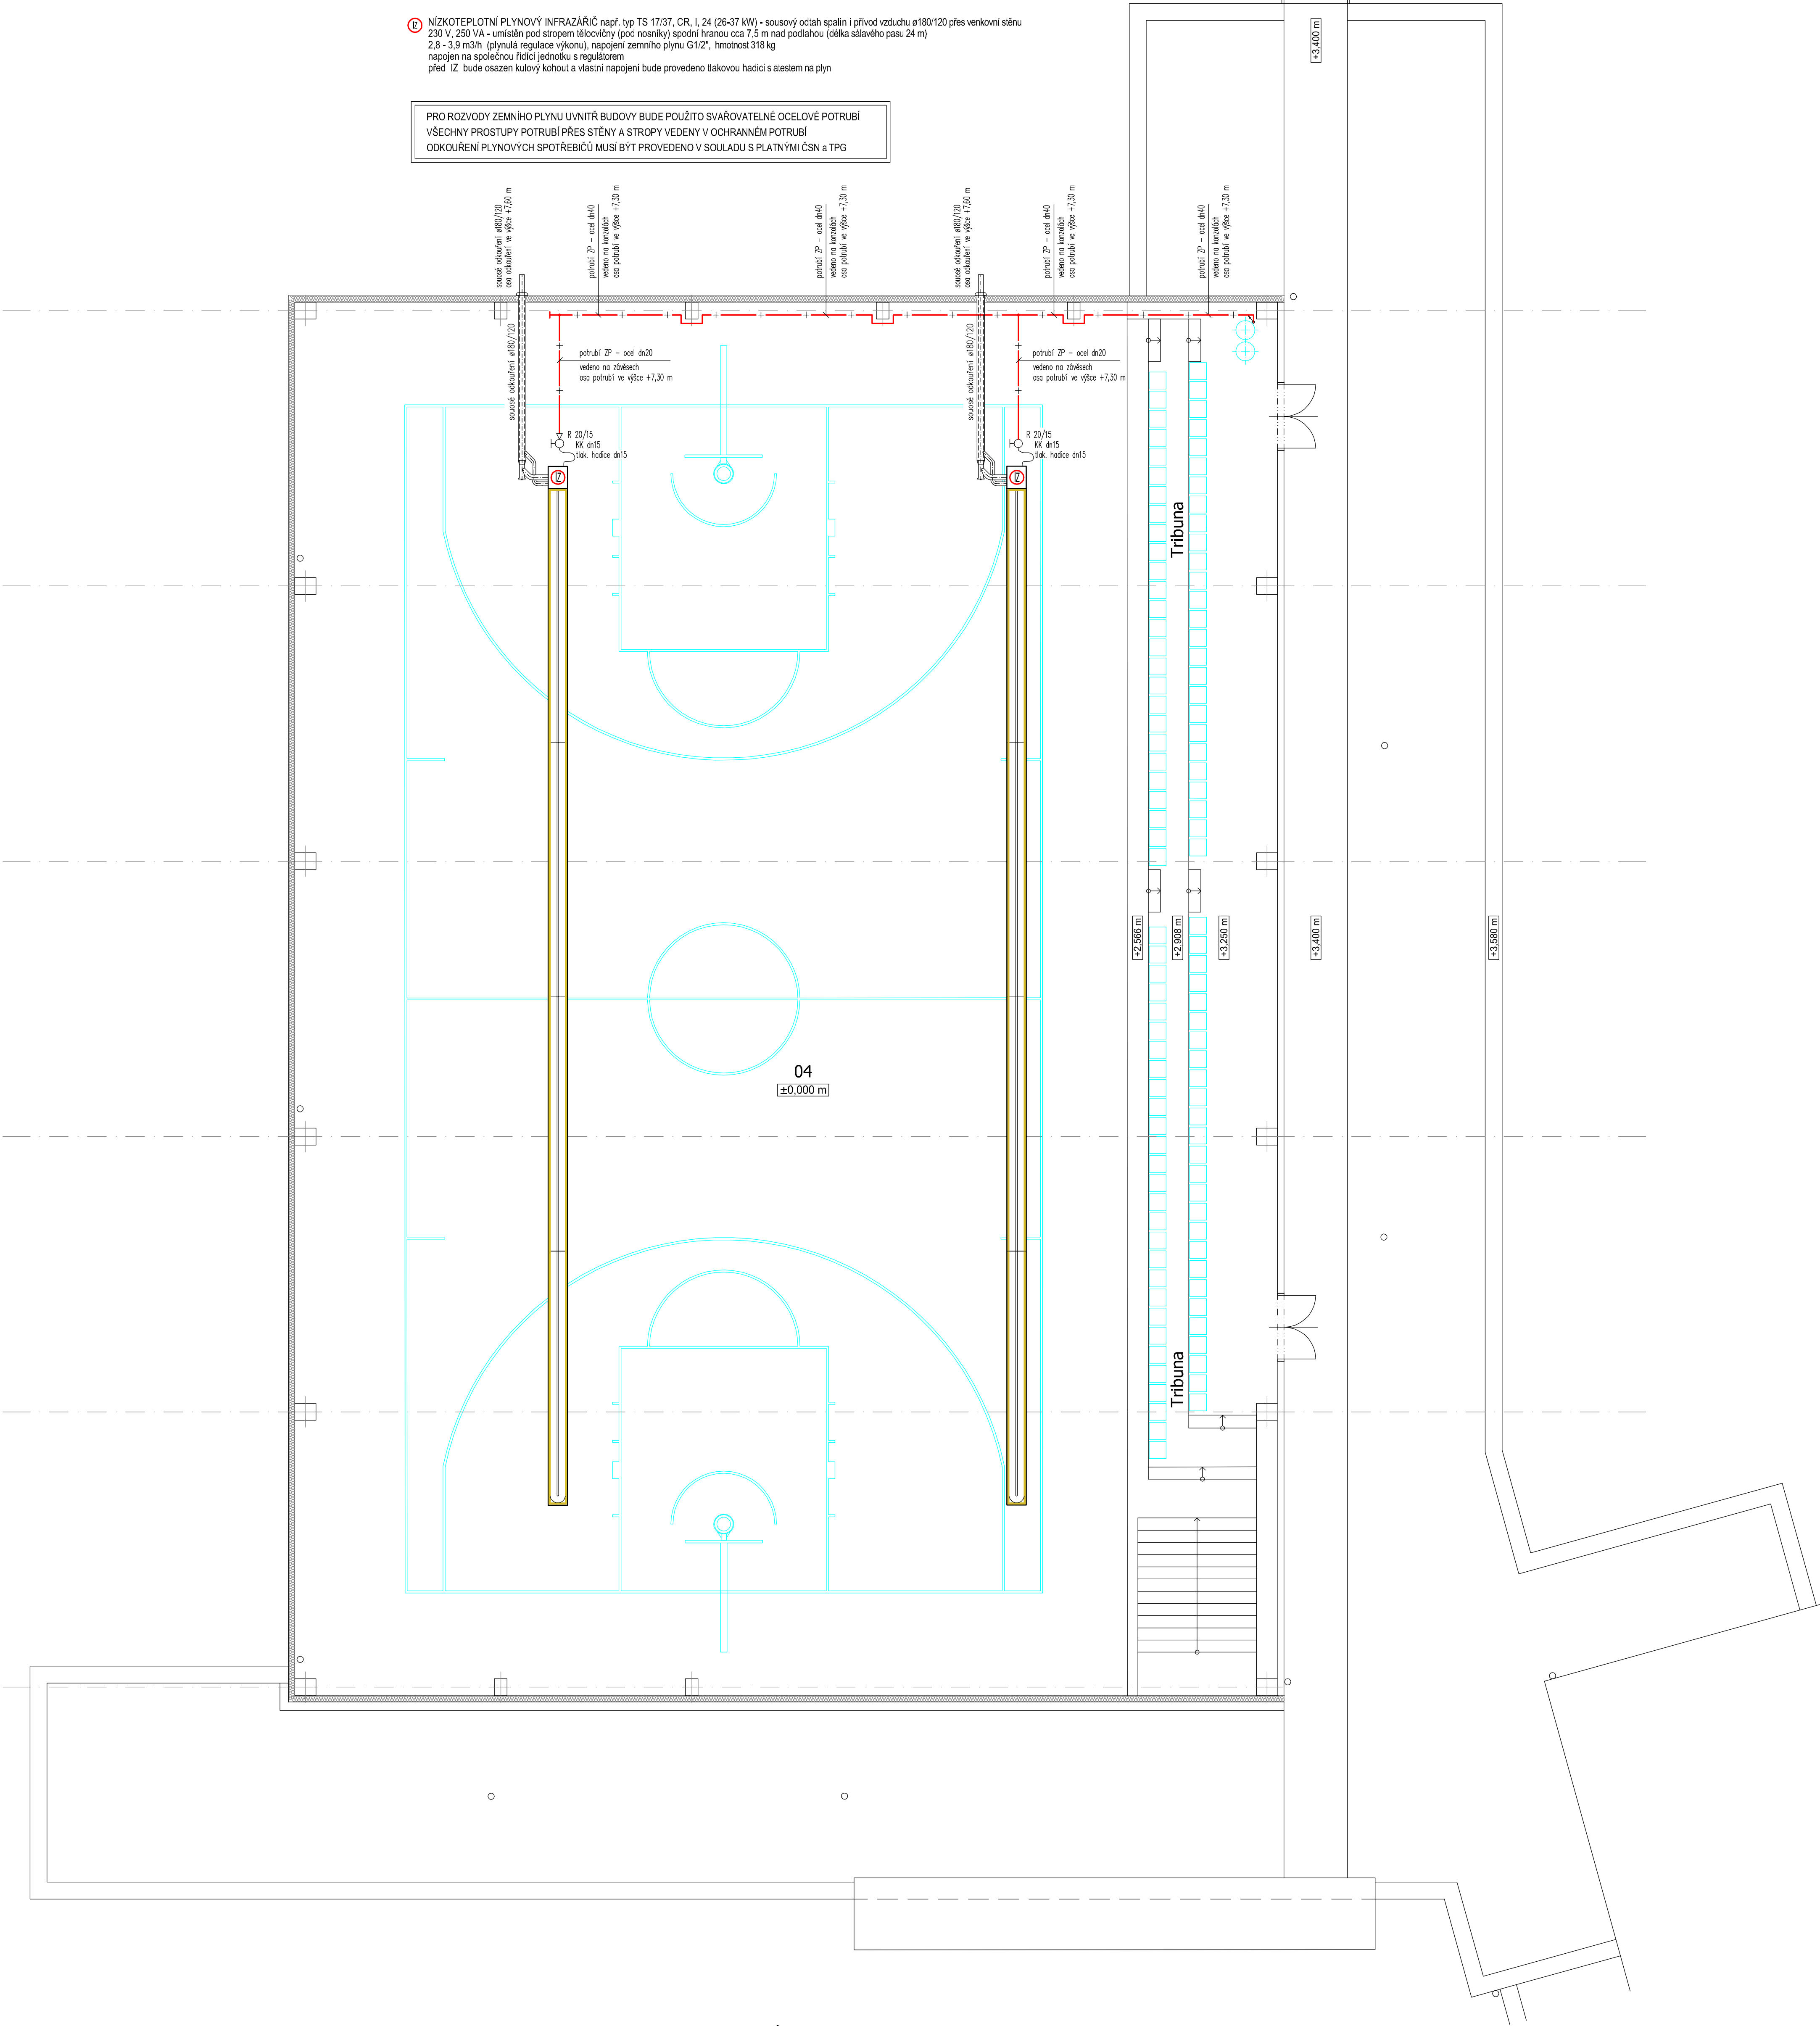 IZ NÍZKOTEPLOTNÍ PLYNOVÝ INFRAZÁŘIČ např. typ TS 17/37, CR, I, 24 (26-37 kW) - sousový odtah spalin i přívod vzduchu ø180/120 přes venkovní stěnu
230 V, 250 VA - umístěn pod stropem tělocvičny (pod nosníky) spodní hranou cca 7,5 m nad podlahou (délka sálavého pasu 24 m)
2,8 - 3,9 m3/h (plynulá regulace výkonu), napojení zemního plynu G1/2", hmotnost 318 kg
napojen na společnou řídící jednotku s regulátorem
před IZ bude osazen kulový kohout a vlastní napojení bude provedeno tlakovou hadicí s atestem na plyn
+3,400 m
PRO ROZVODY ZEMNÍHO PLYNU UVNITŘ BUDOVY BUDE POUŽITO SVAŘOVATELNÉ OCELOVÉ POTRUBÍ
VŠECHNY PROSTUPY POTRUBÍ PŘES STĚNY A STROPY VEDENY V OCHRANNÉM POTRUBÍ
ODKOUŘENÍ PLYNOVÝCH SPOTŘEBIČŮ MUSÍ BÝT PROVEDENO V SOULADU S PLATNÝMI ČSN a TPG
souosé odkouření ø180/120
osa odkouření ve výšce +7,60 m
potrubí ZP - ocel dn40
vedeno na konzolách
osa potrubí ve výšce +7,30 m
potrubí ZP - ocel dn40
vedeno na konzolách
osa potrubí ve výšce +7,30 m
souosé odkouření ø180/120
osa odkouření ve výšce +7,60 m
potrubí ZP - ocel dn40
vedeno na konzolách
osa potrubí ve výšce +7,30 m
potrubí ZP - ocel dn40
vedeno na konzolách
osa potrubí ve výšce +7,30 m
souosé odkouření ø180/120
potrubí ZP - ocel dn20
vedeno na závěsech
osa potrubí ve výšce +7,30 m
souosé odkouření ø180/120
potrubí ZP - ocel dn20
vedeno na závěsech
osa potrubí ve výšce +7,30 m
R 20/15
KK dn15
tlak. hadice dn15
R 20/15
KK dn15
tlak. hadice dn15
IZ
IZ
Tribuna
+2,566 m
+2,908 m
+3,250 m
+3,400 m
+3,580 m
04
±0,000 m
Tribuna